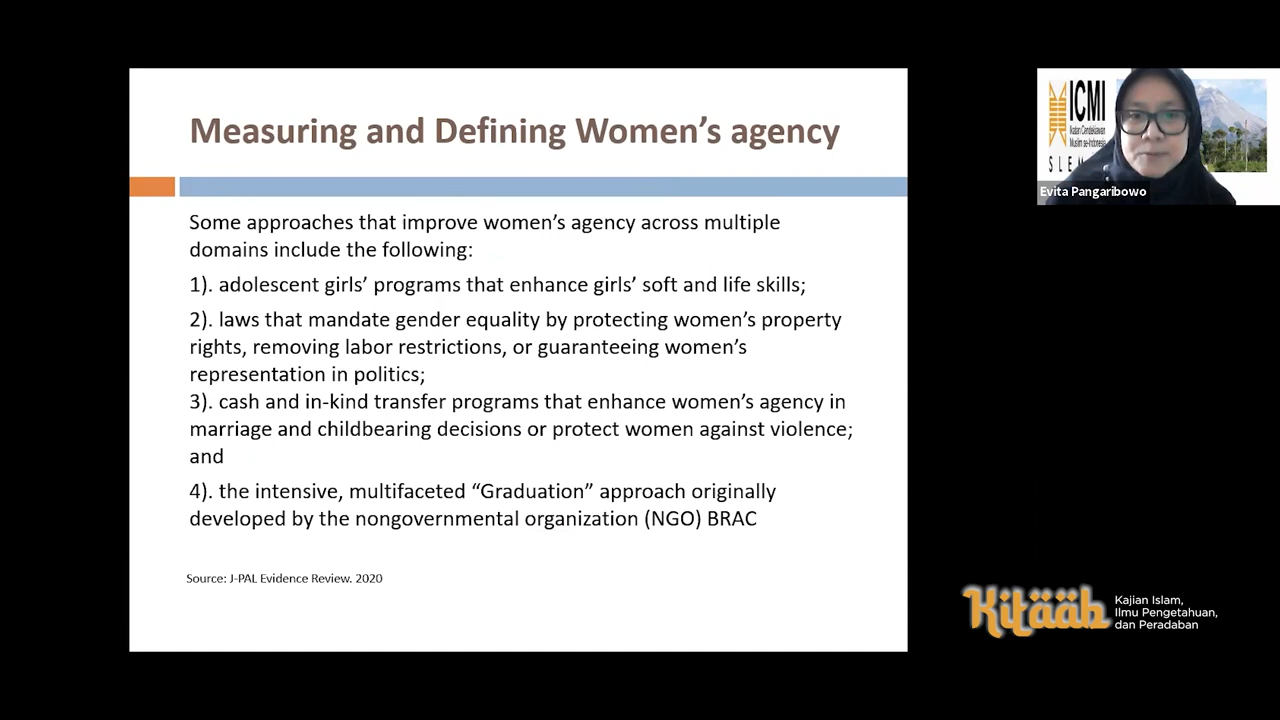 Measuring and Defining Women’s agency
Some approaches that improve women’s agency across multiple
domains include the following:
1). adolescent girls’ programs that enhance girls’ soft and life skills;
2). laws that mandate gender equality by protecting women’s property
rights, removing labor restrictions, or guaranteeing women’s
representation in politics;
3). cash and in-kind transfer programs that enhance women’s agency in
marriage and childbearing decisions or protect women against violence;
and
4). the intensive, multifaceted “Graduation” approach originally
developed by the nongovernmental organization (NGO) BRAC
Source: J-PAL Evidence Review. 2020
ICMI
Ikatan Cendekiawan
Muslim se-Indonesia
S L E
Evita Pangaribowo
Kitääb
Kajian Islam,
Ilmu Pengetahuan,
dan Peradaban